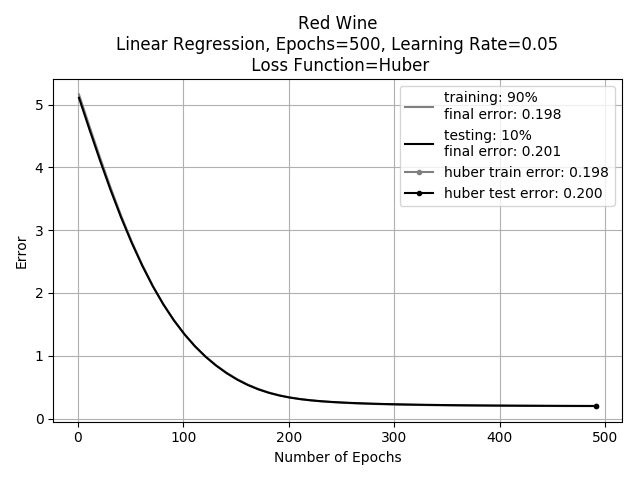 Red Wine
Linear Regression, Epochs=500, Learning Rate=0.05
Loss Function=Huber
training: 90%
final error: 0.198
testing: 10%
final error: 0.201
huber train error: 0.198
huber test error: 0.200
Error
5
4
3
2
1
0
0 100 200 300 400 500
Number of Epochs